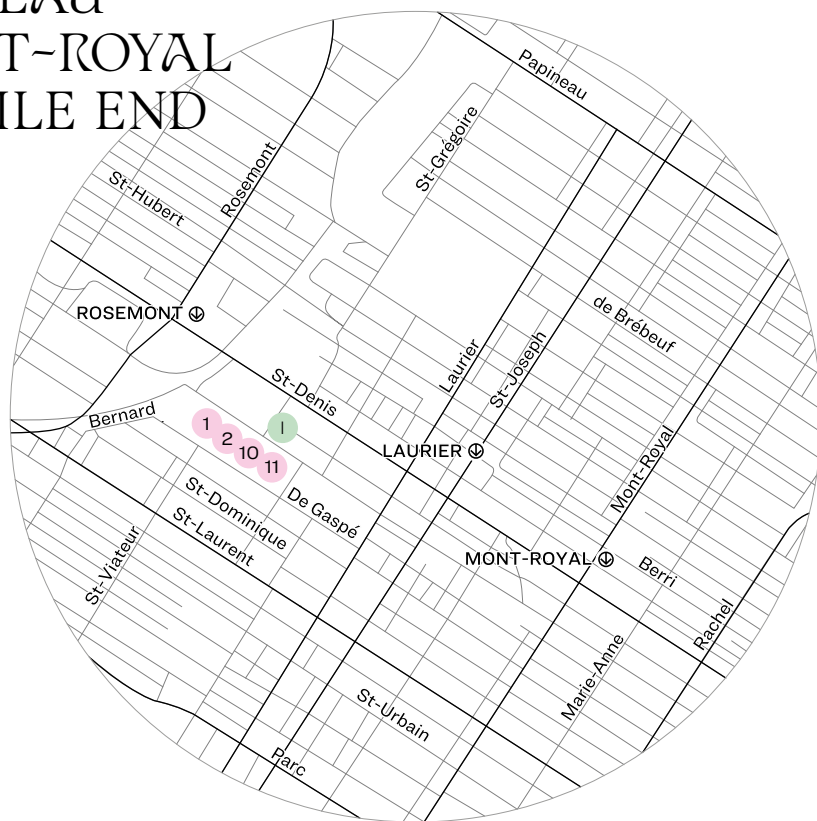 T-ROYAL
ILE END
Papineau
St-Grégoire
Rosemont
St-Hubert
ROSEMONT
de Brébeuf
Laurier
St-Joseph
St-Denis
Bernard
1
2
10
11
I
LAURIER
Mont-Royal
St-Dominique
De Gaspé
St-Laurent
St-Viateur
MONT-ROYAL
Berri
Rachel
Marie-Anne
St-Urbain
Parc